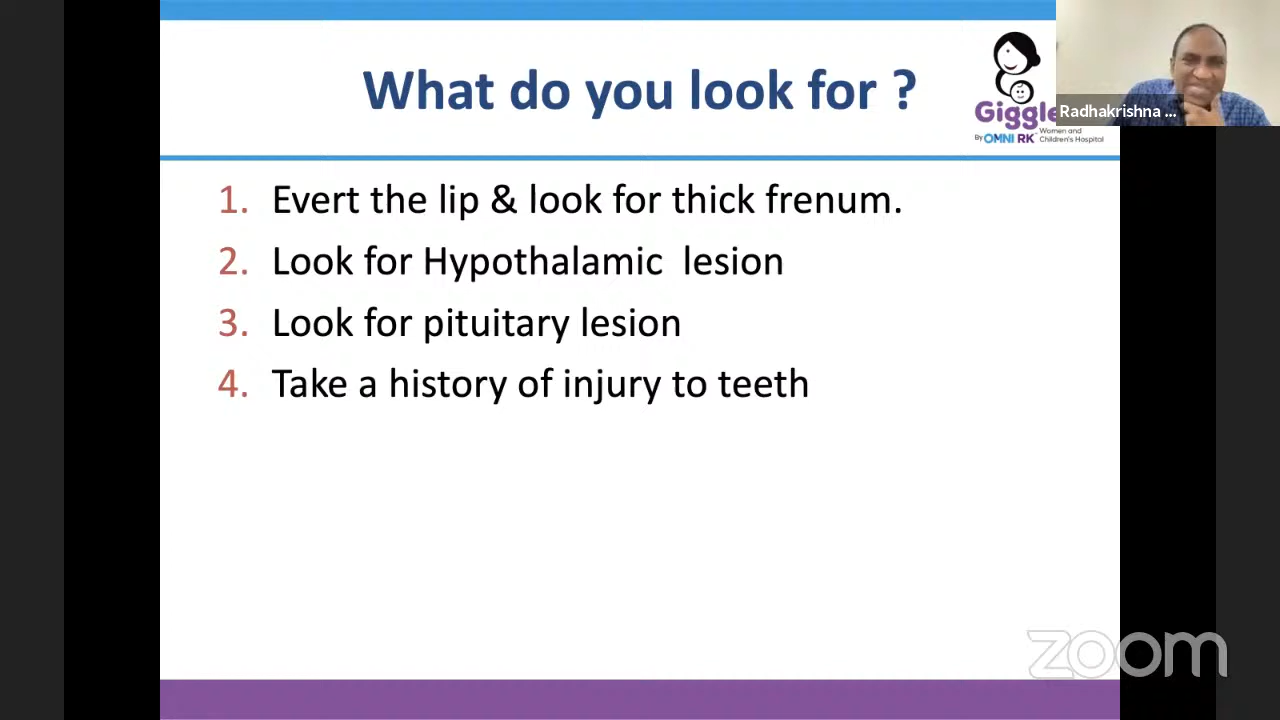 What do you look for ?
Giggle
By OMNI RK Women and
Children's Hospital
Radhakrishna ...
1. Evert the lip & look for thick frenum.
2. Look for Hypothalamic lesion
3. Look for pituitary lesion
4. Take a history of injury to teeth
zoom